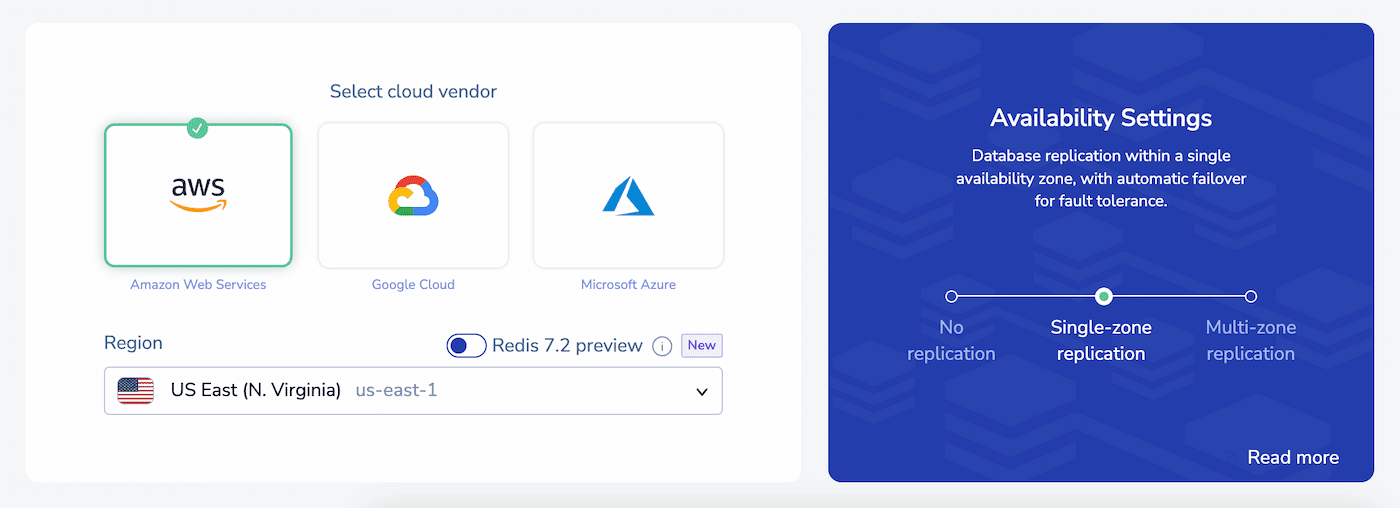 Select cloud vendor
aws
Amazon Web Services
Google Cloud
Microsoft Azure
Region
Redis 7.2 preview
i
New
US East (N. Virginia) us-east-1
Availability Settings
Database replication within a single
availability zone, with automatic failover
for fault tolerance.
No
replication
Single-zone
replication
Multi-zone
replication
Read more